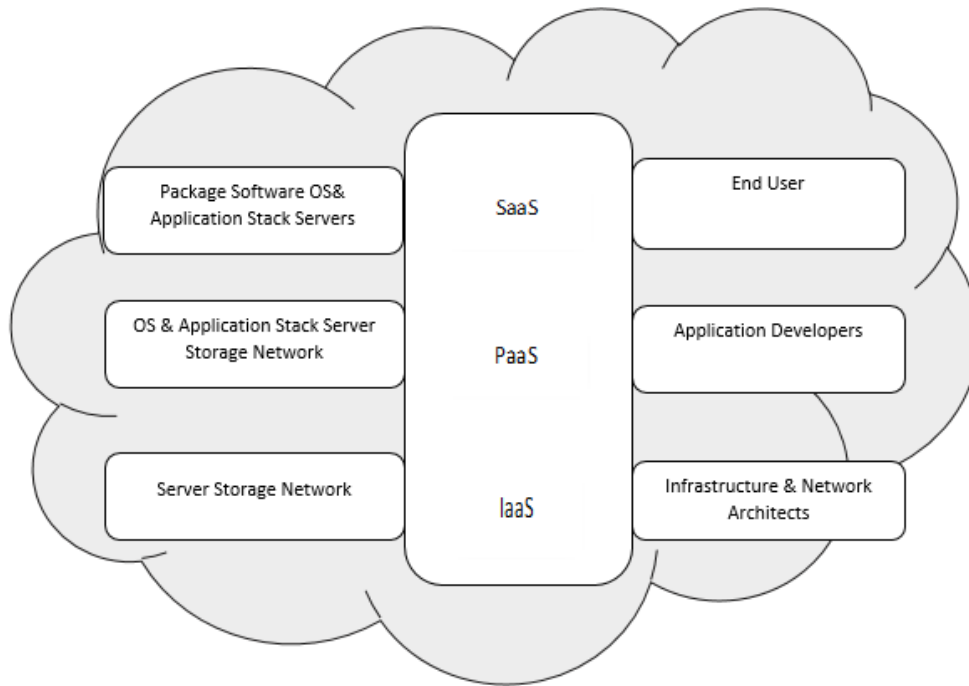 Package Software OS&
Application Stack Servers
SaaS
End User
OS & Application Stack Server
Storage Network
PaaS
Application Developers
Server Storage Network
IaaS
Infrastructure & Network
Architects